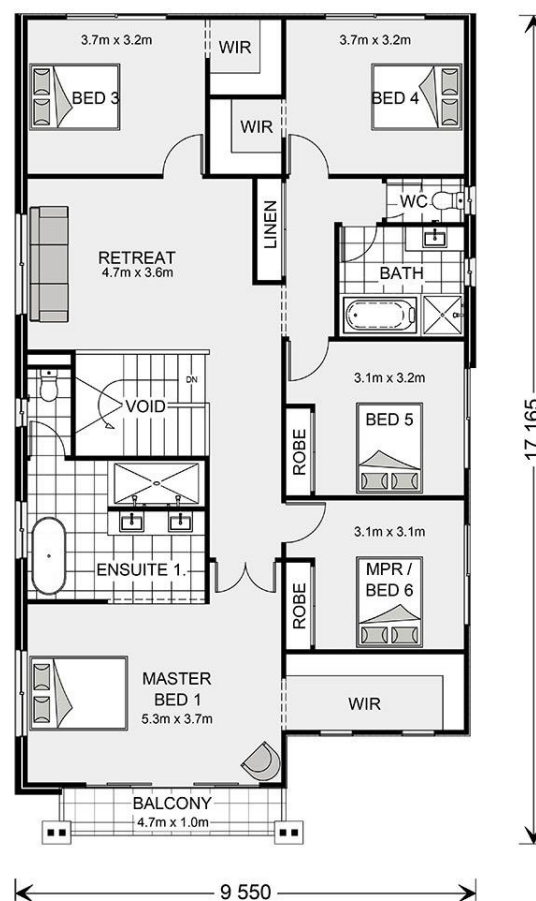 3.7m x 3.2m
BED 3
WIR
WIR
3.7m x 3.2m
BED 4
LINEN
WC
RETREAT
4.7m x 3.6m
BATH
DN
VOID
3.1m x 3.2m
BED 5
ROBE
17 165
ENSUITE 1.
3.1m x 3.1m
MPR /
BED 6
ROBE
MASTER
BED 1
5.3m x 3.7m
WIR
BALCONY
4.7m x 1.0m
9 550